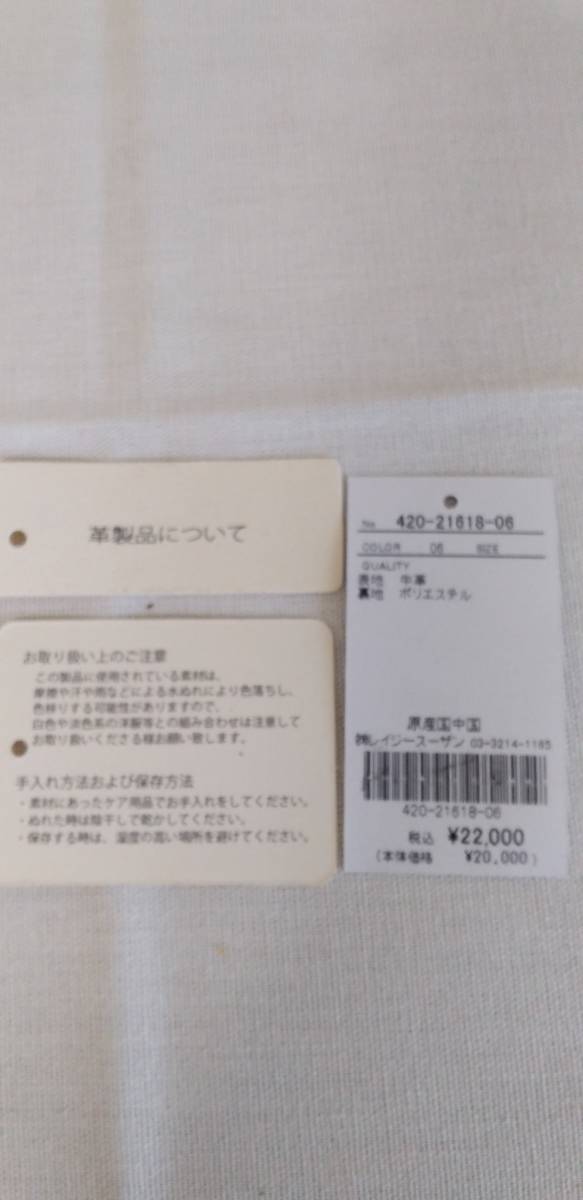 革製品について
お取り扱い上のご注意
この製品に使用されている素材は、
摩擦や汗や雨などによる水ぬれにより色落ちし、
色移りする可能性がありますので、
白色や淡色系の洋服等との組み合わせは注意して
お取り扱いくださる様お願い致します。
手入れ方法および保存方法
・素材にあったケア用品でお手入れをしてください。
・ぬれた時は陰干しで乾かしてください。
・保存する時は、湿度の高い場所を避けてください。
No. 420-21618-06
COLOR 06 SIZE
QUALITY
表地 牛革
裏地 ポリエステル
原産国中国
㈱レイジースーザン 03-3214-1165
420-21618-06
税込 ¥22,000
(本体価格 ¥20,000)